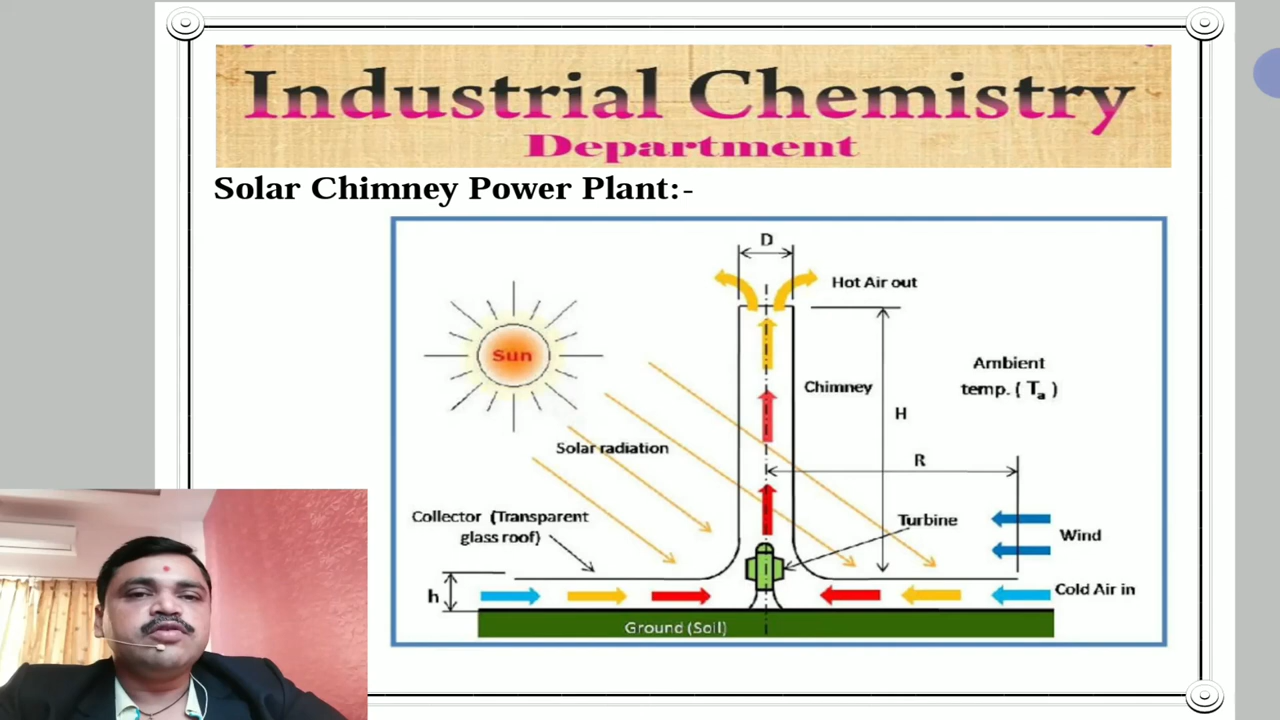 Industrial Chemistry
Department
Solar Chimney Power Plant:-
D
Hot Air out
Sun
Ambient
temp. ( Ta )
Chimney
H
Solar radiation
R
Collector (Transparent
glass roof)
Turbine
Wind
h
Cold Air in
Ground (Soil)